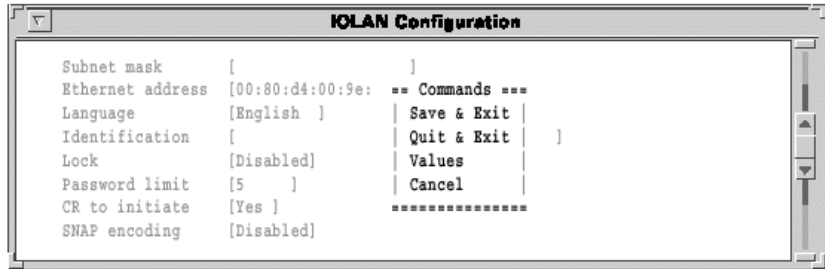 IOLAN Configuration
Subnet mask [ ]
Ethernet address [00:80:d4:00:9e: == Commands ===
Language [English ] | Save & Exit |
Identification [ | Quit & Exit | ]
Lock [Disabled] | Values |
Password limit [5 ] | Cancel |
CR to initiate [Yes ] ===============
SNAP encoding [Disabled]